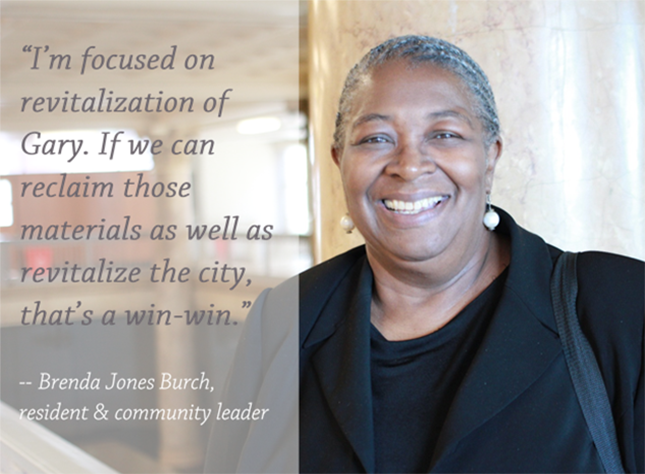 “I’m focused on
revitalization of
Gary. If we can
reclaim those
materials as well as
revitalize the city,
that’s a win-win.”
-- Brenda Jones Burch,
resident & community leader